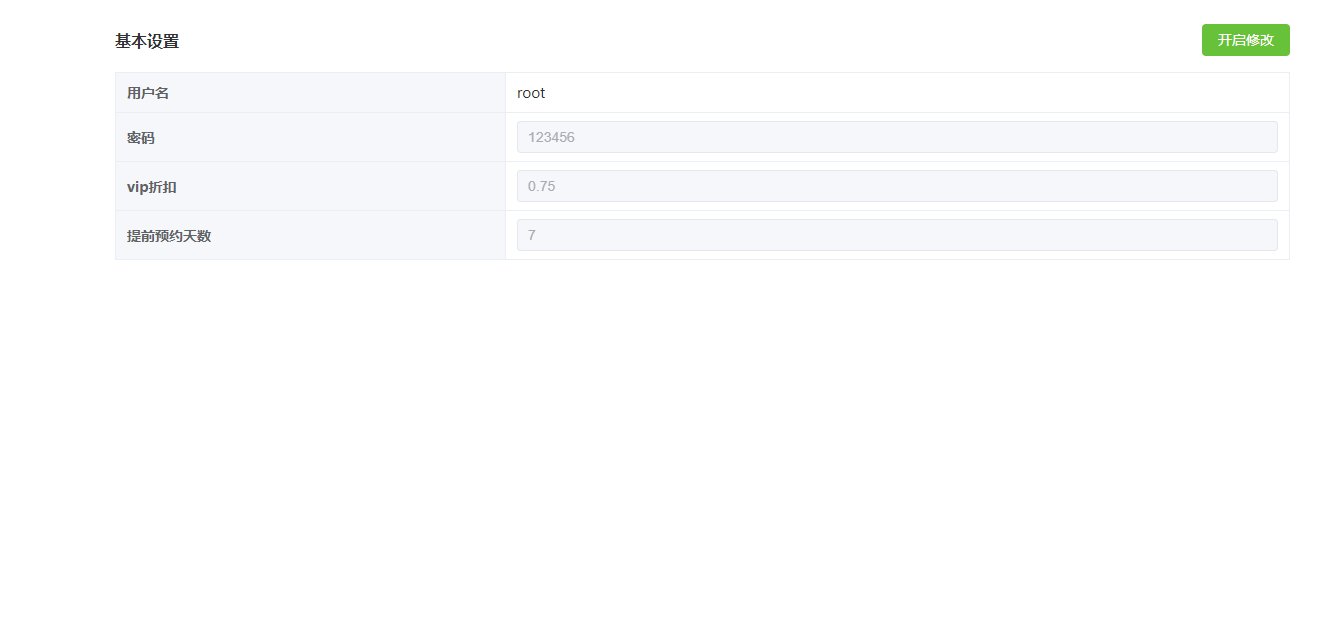 基本设置
开启修改
用户名 root
密码 123456
vip折扣 0.75
提前预约天数 7